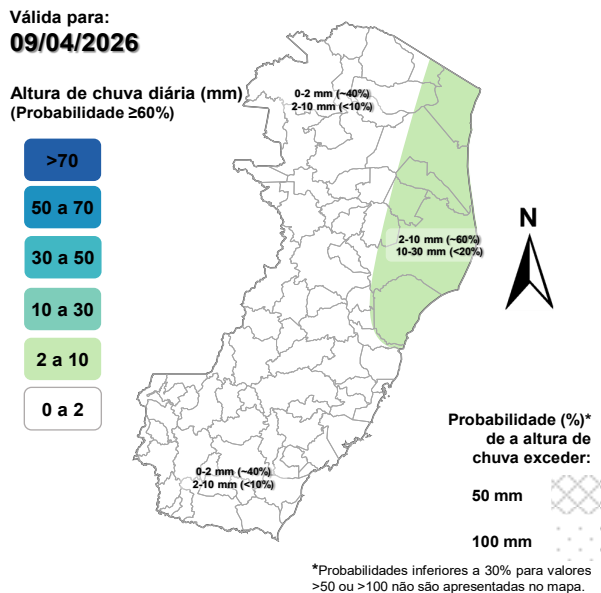 Válida para:
09/04/2026
Altura de chuva diária (mm)
(Probabilidade ≥60%)
>70
50 a 70
30 a 50
10 a 30
2 a 10
0 a 2
0-2 mm (~40%)
2-10 mm (<10%)
2-10 mm (~60%)
10-30 mm (<20%)
N
0-2 mm (~40%)
2-10 mm (<10%)
Probabilidade (%)*
de a altura de
chuva exceder:
50 mm
100 mm
*Probabilidades inferiores a 30% para valores
>50 ou >100 não são apresentadas no mapa.